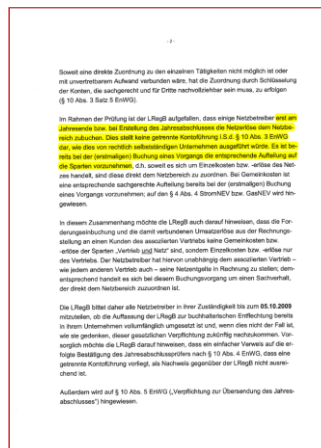 - 2 -
Soweit eine direkte Zuordnung zu den einzelnen Tätigkeiten nicht möglich ist oder
mit unvertretbarem Aufwand verbunden wäre, hat die Zuordnung durch Schlüsselung
der Konten, die sachgerecht und für Dritte nachvollziehbar sein muss, zu erfolgen
(§ 10 Abs. 3 Satz 5 EnWG).
Im Rahmen der Prüfung ist der LRegB aufgefallen, dass einige Netzbetreiber erst am
Jahresende bzw. bei Erstellung des Jahresabschlusses die Netzerlöse dem Netzbe-
reich zubuchen. Dies stellt keine getrennte Kontoführung i.S.d. § 10 Abs. 3 EnWG
dar, wie dies von rechtlich selbständigen Unternehmen ausgeführt würde. Es ist be-
reits bei der (erstmaligen) Buchung eines Vorgangs die entsprechende Aufteilung auf
die Sparten vorzunehmen, d.h. soweit es um Einzelkosten bzw. -erlöse des Net-
zes handelt, sind diese direkt dem Netzbereich zu zuordnen. Bei Gemeinkosten ist
eine entsprechende sachgerechte Aufteilung bereits bei der (erstmaligen) Buchung
eines Vorgangs vorzunehmen; auf den § 4 Abs. 4 StromNEV bzw. GasNEV wird hin-
gewiesen.
In diesem Zusammenhang möchte die LRegB auch darauf hinweisen, dass die For-
derungseinbuchung und die damit verbundenen Umsatzerlöse aus der Rechnungs-
stellung an einen Kunden des assoziierten Vertriebs keine Gemeinkosten bzw.
-erlöse der Sparten „Vertrieb und Netz" sind, sondern Einzelkosten bzw. -erlöse nur
des Vertriebs. Der Netzbetreiber hat hiervon unabhängig dem assoziierten Vertrieb –
wie jedem anderen Vertrieb auch – seine Netzentgelte in Rechnung zu stellen; dem-
entsprechend handelt es sich bei diesem Buchungsvorgang um einen Sachverhalt,
der direkt dem Netzbereich zuzuordnen ist.
Die LRegB bittet daher alle Netzbetreiber in ihrer Zuständigkeit bis zum 05.10.2009
mitzuteilen, ob die Auffassung der LRegB zur buchhalterischen Entflechtung bereits
in ihrem Unternehmen vollumfänglich umgesetzt ist und, wenn dies nicht der Fall ist,
wie sie gedenken, dieser gesetzlichen Verpflichtung zukünftig nachzukommen. Vor-
sorglich möchte die LRegB darauf hinweisen, dass ein einfacher Verweis auf die er-
folgte Bestätigung des Jahresabschlussprüfers nach § 10 Abs. 4 EnWG, dass eine
getrennte Kontoführung vorliegt, als Nachweis gegenüber der LRegB nicht ausrei-
chend ist.
Außerdem wird auf § 10 Abs. 5 EnWG („Verpflichtung zur Übersendung des Jahres-
abschlusses") hingewiesen.